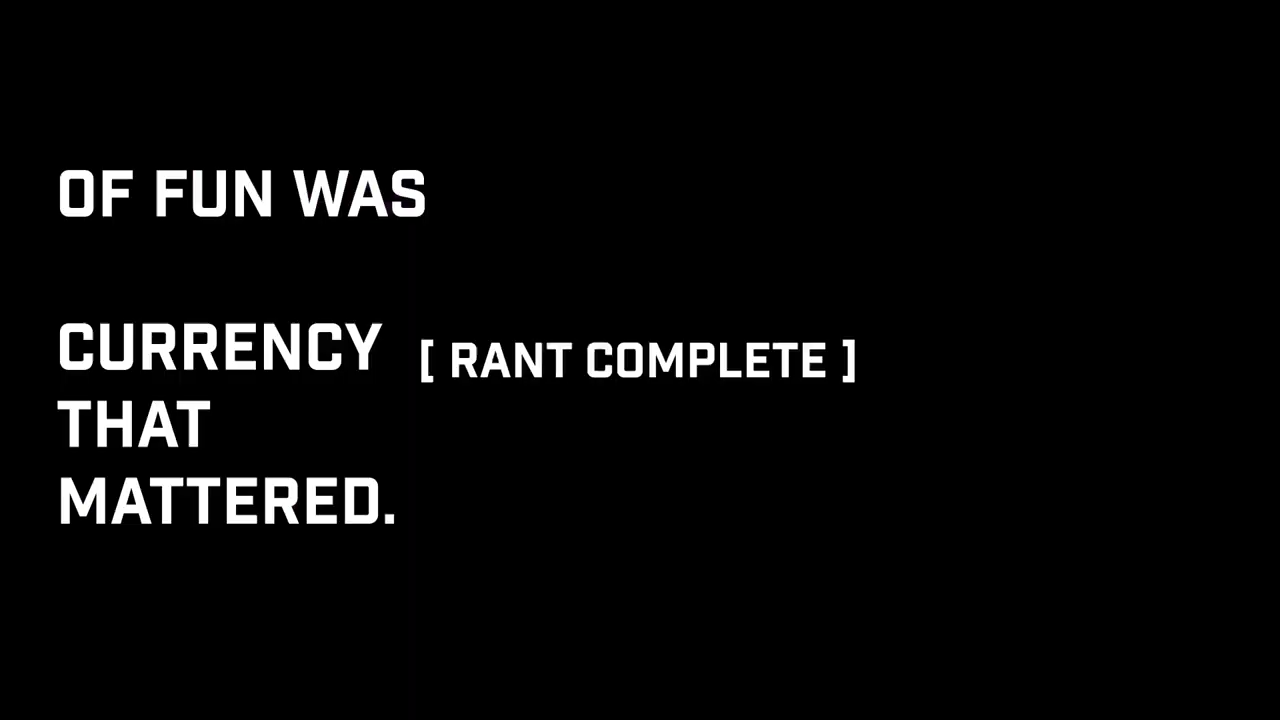 OF FUN WAS
CURRENCY
THAT
MATTERED.
[ RANT COMPLETE ]